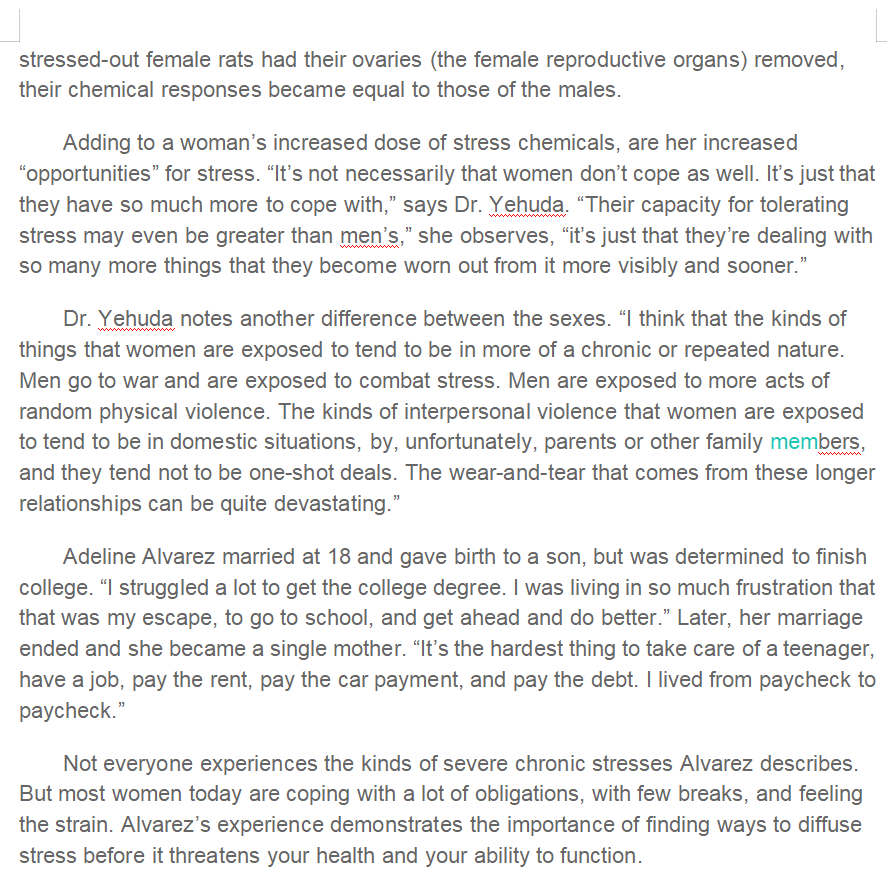 stressed-out female rats had their ovaries (the female reproductive organs) removed,
their chemical responses became equal to those of the males.
Adding to a woman’s increased dose of stress chemicals, are her increased
“opportunities” for stress. “It’s not necessarily that women don’t cope as well. It’s just that
they have so much more to cope with,” says Dr. Yehuda. “Their capacity for tolerating
stress may even be greater than men’s,” she observes, “it’s just that they’re dealing with
so many more things that they become worn out from it more visibly and sooner.”
Dr. Yehuda notes another difference between the sexes. “I think that the kinds of
things that women are exposed to tend to be in more of a chronic or repeated nature.
Men go to war and are exposed to combat stress. Men are exposed to more acts of
random physical violence. The kinds of interpersonal violence that women are exposed
to tend to be in domestic situations, by, unfortunately, parents or other family members,
and they tend not to be one-shot deals. The wear-and-tear that comes from these longer
relationships can be quite devastating.”
Adeline Alvarez married at 18 and gave birth to a son, but was determined to finish
college. “I struggled a lot to get the college degree. I was living in so much frustration that
that was my escape, to go to school, and get ahead and do better.” Later, her marriage
ended and she became a single mother. “It’s the hardest thing to take care of a teenager,
have a job, pay the rent, pay the car payment, and pay the debt. I lived from paycheck to
paycheck.”
Not everyone experiences the kinds of severe chronic stresses Alvarez describes.
But most women today are coping with a lot of obligations, with few breaks, and feeling
the strain. Alvarez’s experience demonstrates the importance of finding ways to diffuse
stress before it threatens your health and your ability to function.